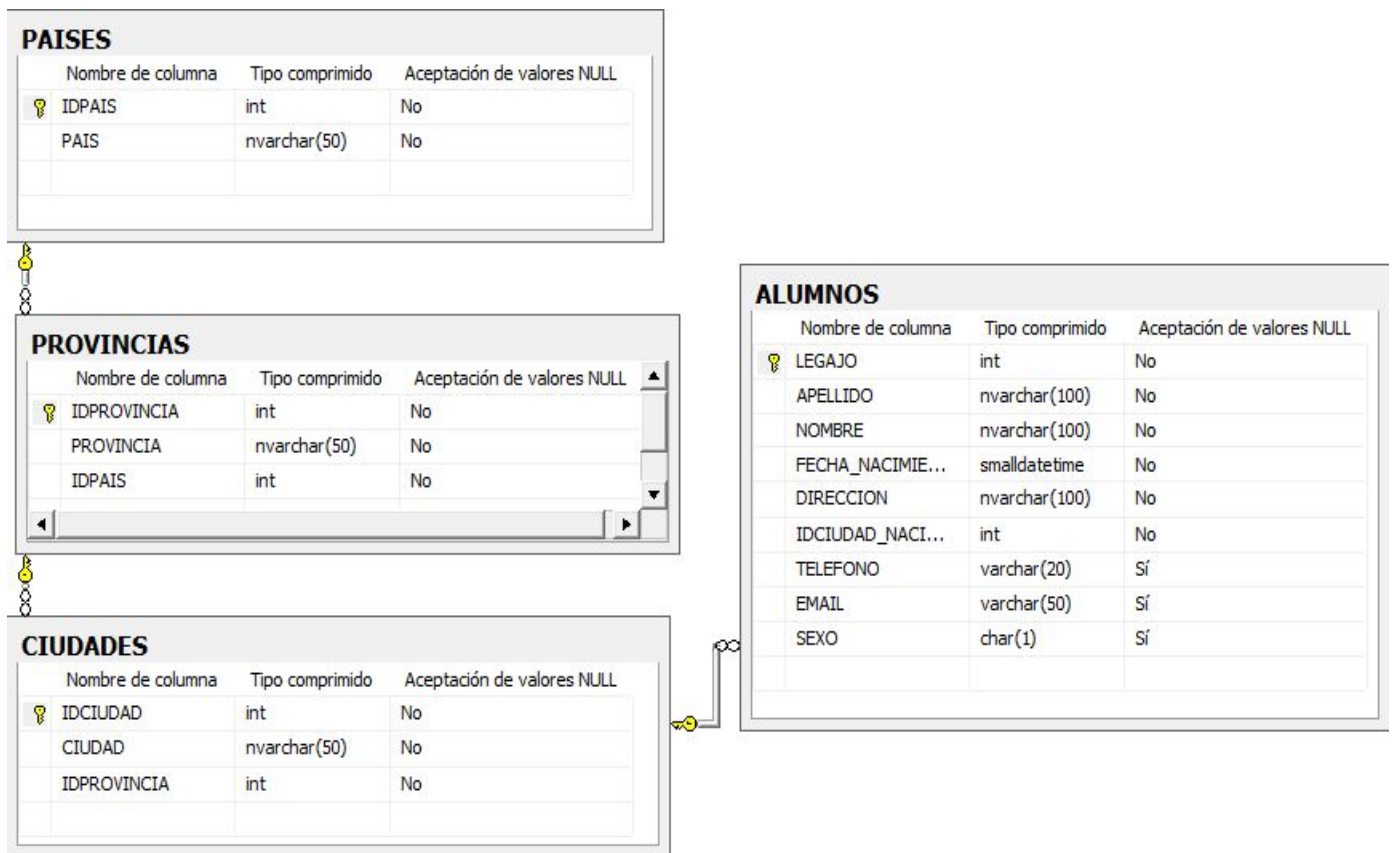 PAISES
Nombre de columna Tipo comprimido Aceptación de valores NULL
IDPAIS int No
PAIS nvarchar(50) No
PROVINCIAS
Nombre de columna Tipo comprimido Aceptación de valores NULL
IDPROVINCIA int No
PROVINCIA nvarchar(50) No
IDPAIS int No
CIUDADES
Nombre de columna Tipo comprimido Aceptación de valores NULL
IDCIUDAD int No
CIUDAD nvarchar(50) No
IDPROVINCIA int No
ALUMNOS
Nombre de columna Tipo comprimido Aceptación de valores NULL
LEGAJO int No
APELLIDO nvarchar(100) No
NOMBRE nvarchar(100) No
FECHA_NACIMIE... smalldatetime No
DIRECCION nvarchar(100) No
IDCIUDAD_NACI... int No
TELEFONO varchar(20) Sí
EMAIL varchar(50) Sí
SEXO char(1) Sí